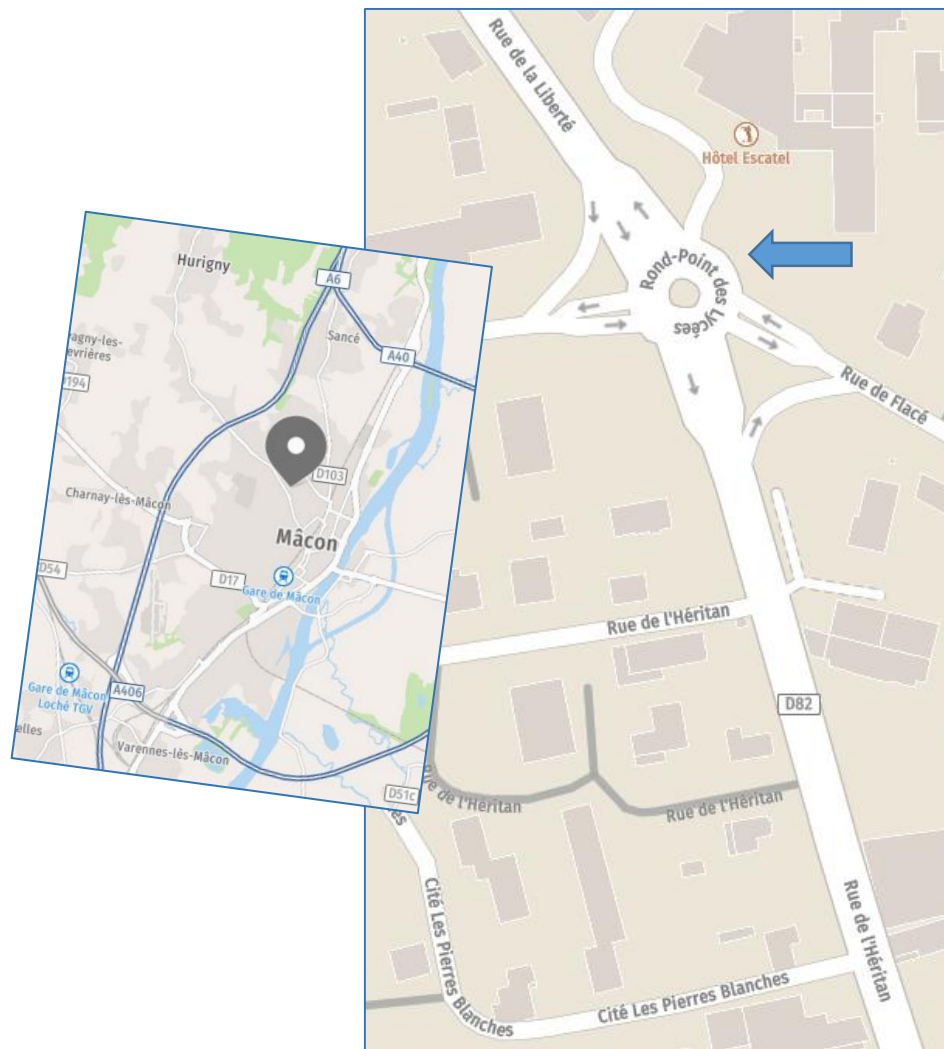 Rue de la Liberté
Hôtel Escatel
Rond-Point des Lycées
Rue de Flacé
Rue de l'Héritan
D82
Rue de l'Héritan
Rue de l'Héritan
Rue de l'Héritan
Cité Les Pierres Blanches
Cité Les Pierres Blanches
Hurigny
A6
Sancé
A40
evrières
D194
D103
Charnay-lès-Mâcon
Mâcon
D54
D17
Gare de Mâcon
Gare de Mâcon
Loché TGV
A406
elles
Varennes-lès-Mâcon
D51c